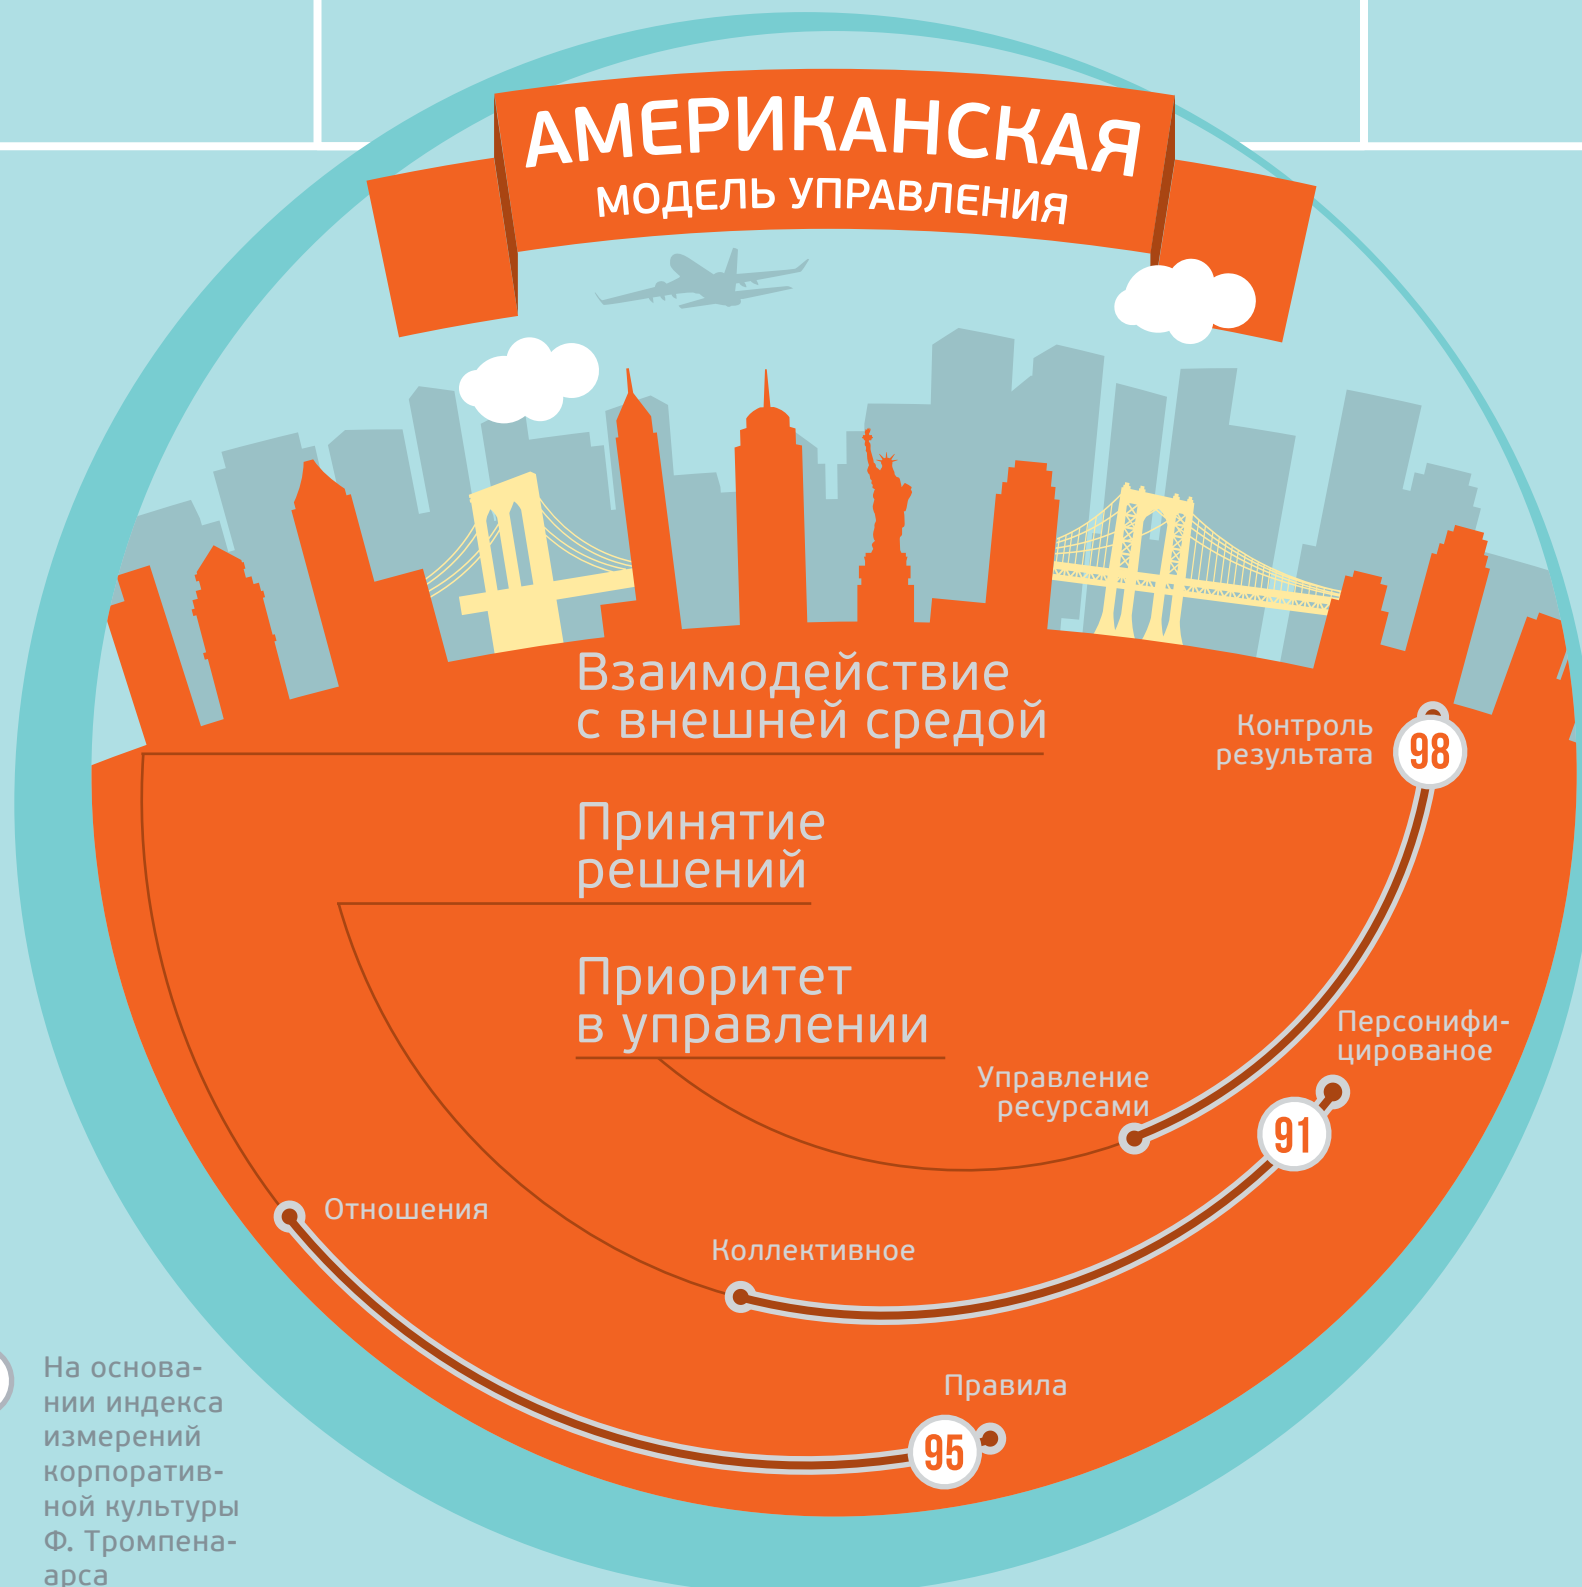 АМЕРИКАНСКАЯ
МОДЕЛЬ УПРАВЛЕНИЯ
Взаимодействие
с внешней средой
Контроль
результата
98
Принятие
решений
Приоритет
в управлении
Персонифи-
цированое
Управление
ресурсами
91
Отношения
Коллективное
Правила
95
На основа-
нии индекса
измерений
корпоратив-
ной культуры
Ф. Тромпена-
арса